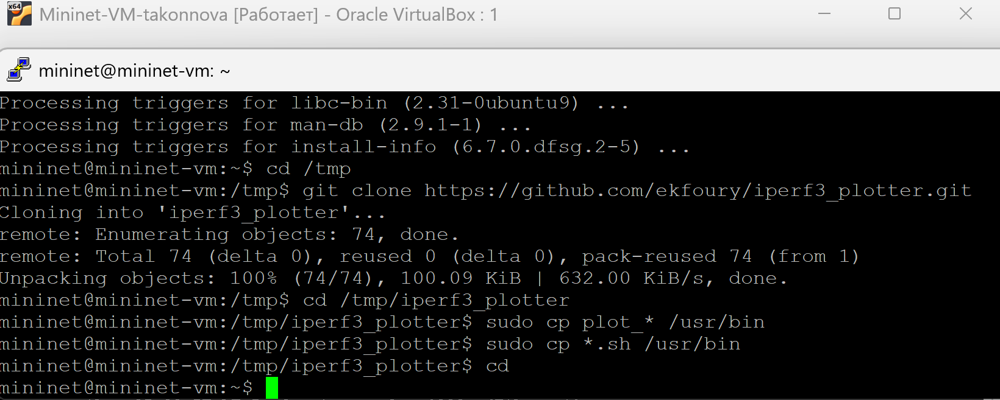 x64
Mininet-VM-takonnova [Работает] - Oracle VirtualBox : 1
mininet@mininet-vm: ~
Processing triggers for libc-bin (2.31-0ubuntu9) ...
Processing triggers for man-db (2.9.1-1) ...
Processing triggers for install-info (6.7.0.dfsg.2-5) ...
mininet@mininet-vm:~$ cd /tmp
mininet@mininet-vm:/tmp$ git clone https://github.com/ekfoury/iperf3_plotter.git
Cloning into 'iperf3_plotter'...
remote: Enumerating objects: 74, done.
remote: Total 74 (delta 0), reused 0 (delta 0), pack-reused 74 (from 1)
Unpacking objects: 100% (74/74), 100.09 KiB | 632.00 KiB/s, done.
mininet@mininet-vm:/tmp$ cd /tmp/iperf3_plotter
mininet@mininet-vm:/tmp/iperf3_plotter$ sudo cp plot_* /usr/bin
mininet@mininet-vm:/tmp/iperf3_plotter$ sudo cp *.sh /usr/bin
mininet@mininet-vm:/tmp/iperf3_plotter$ cd
mininet@mininet-vm:~$